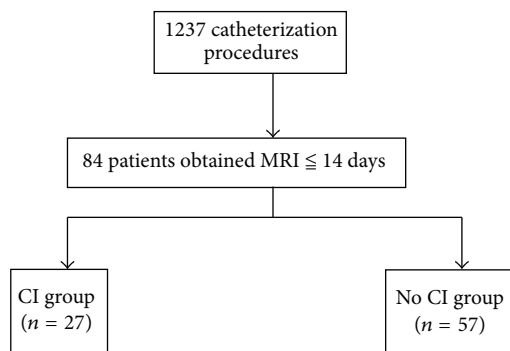 1237 catheterization
procedures
84 patients obtained MRI ≦ 14 days
CI group
(n = 27)
No CI group
(n = 57)